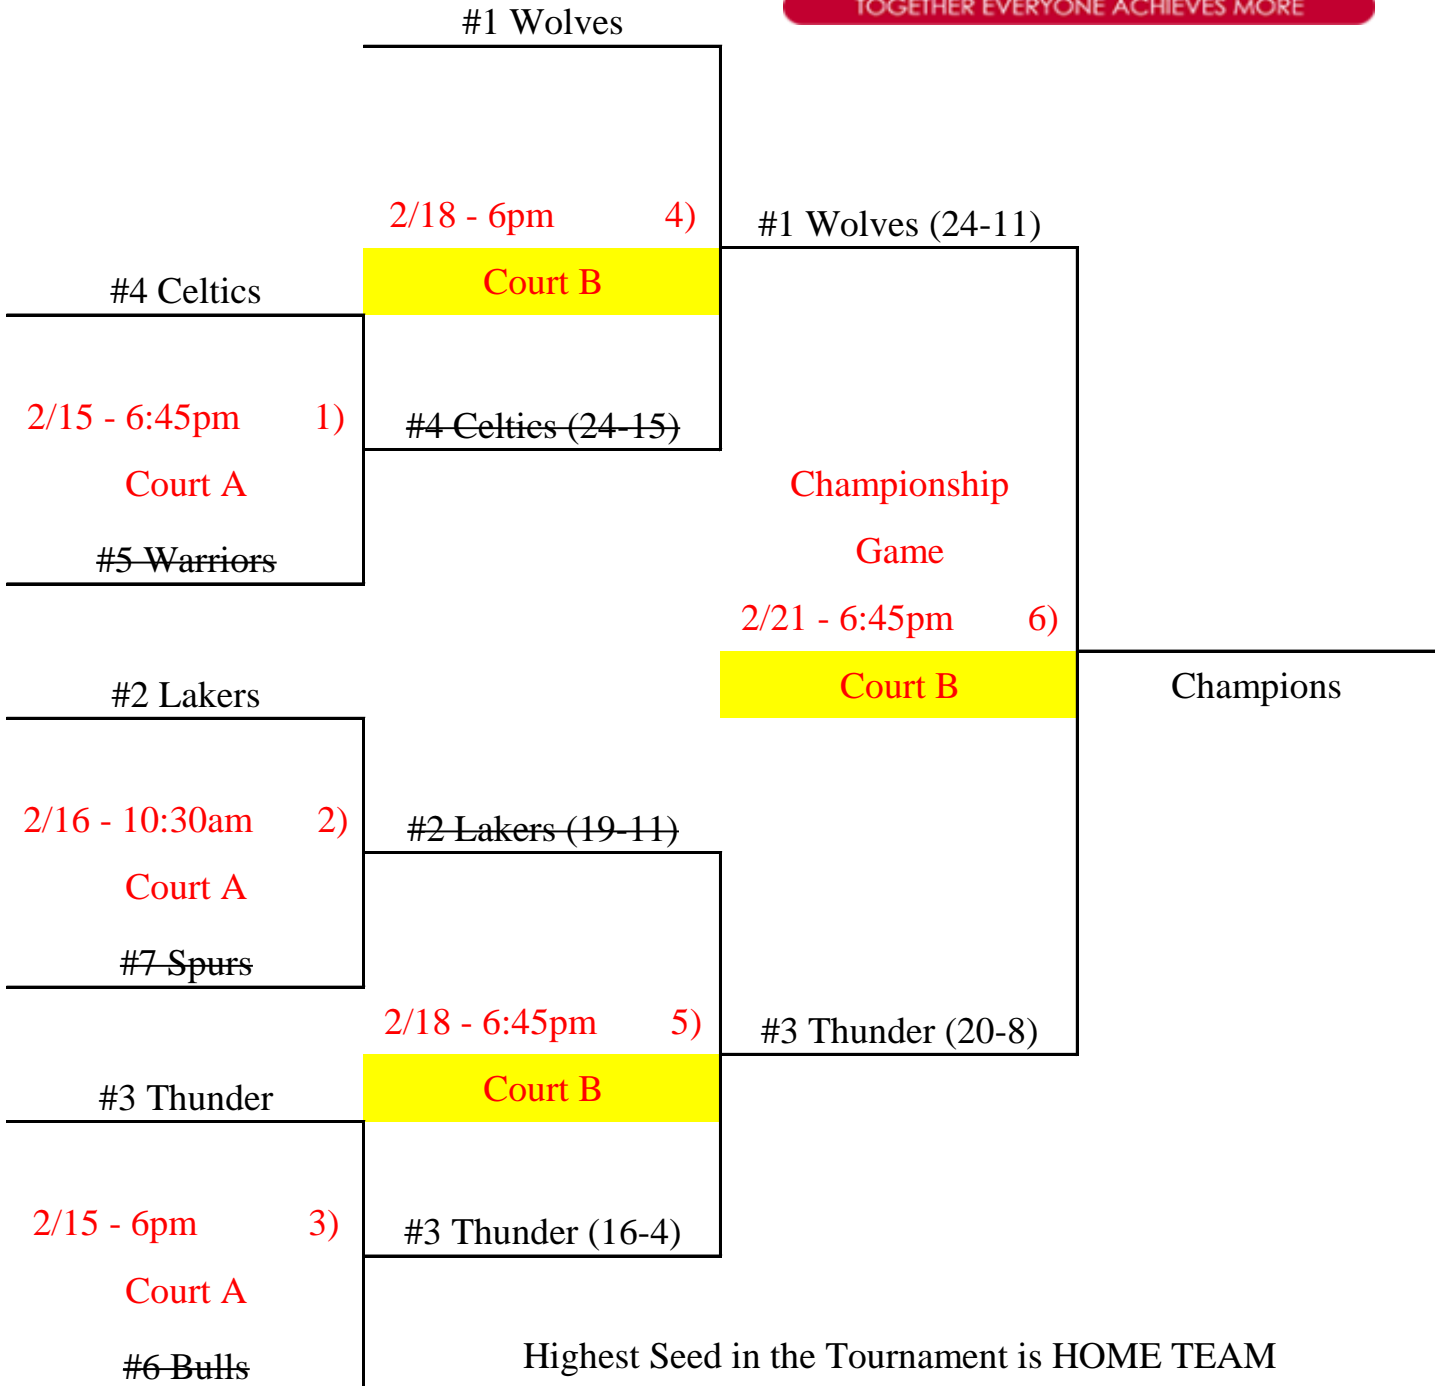 TOGETHER EVERYONE ACHIEVES MORE
#1 Wolves
2/18 - 6pm 4)
#1 Wolves (24-11)
Court B
#4 Celtics
2/15 - 6:45pm 1)
#4 Celtics (24-15)
Court A
#5 Warriors
Championship
Game
2/21 - 6:45pm 6)
Court B
Champions
#2 Lakers
2/16 - 10:30am 2)
#2 Lakers (19-11)
Court A
#7 Spurs
2/18 - 6:45pm 5)
#3 Thunder (20-8)
Court B
#3 Thunder
2/15 - 6pm 3)
#3 Thunder (16-4)
Court A
#6 Bulls
Highest Seed in the Tournament is HOME TEAM